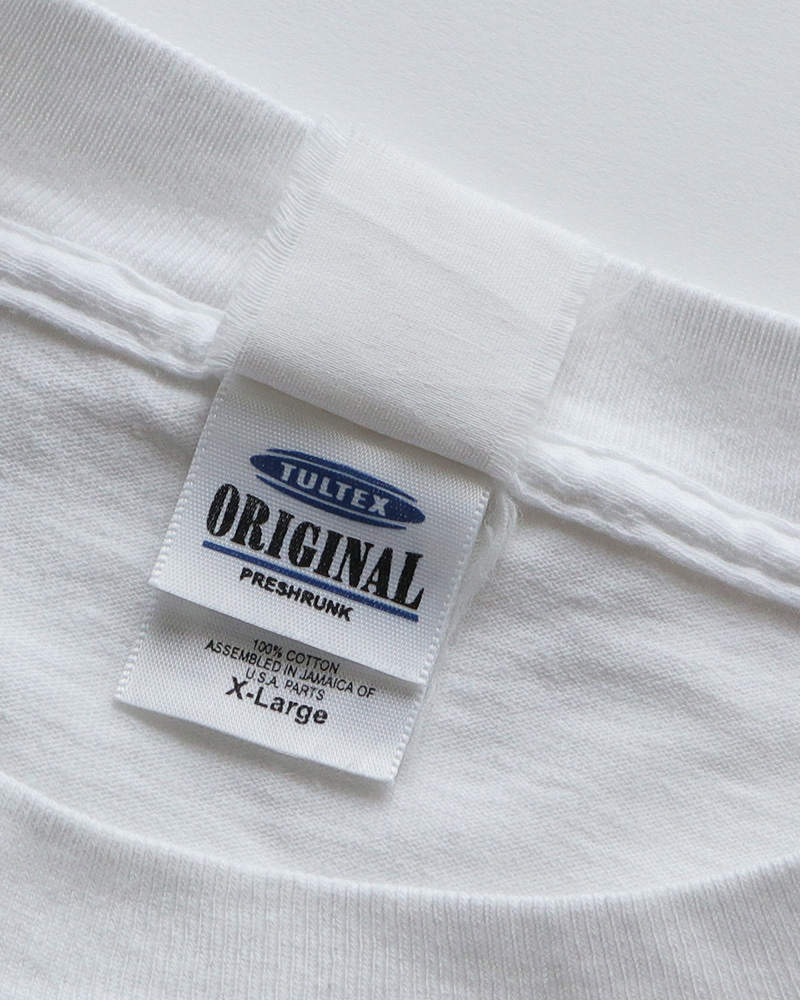 TULTEX
ORIGINAL
PRESHRUNK
100% COTTON
ASSEMBLED IN JAMAICA OF
U.S.A. PARTS
X-Large